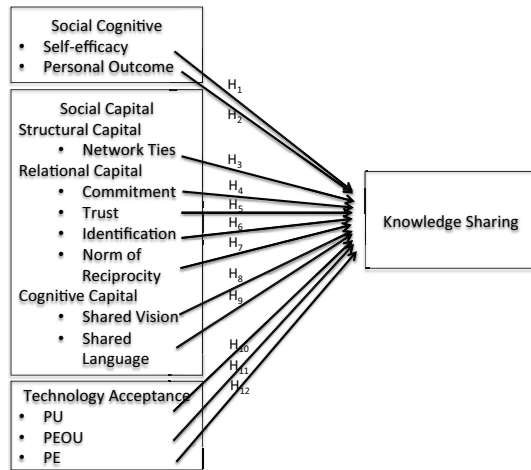 Social Cognitive
• Self-efficacy
• Personal Outcome
Social Capital
Structural Capital
• Network Ties
Relational Capital
• Commitment
• Trust
• Identification
• Norm of
Reciprocity
Cognitive Capital
• Shared Vision
• Shared
Language
Technology Acceptance
• PU
• PEOU
• PE
H1
H2
H3
H4
H5
H6
H7
H8
H9
H10
H11
H12
Knowledge Sharing